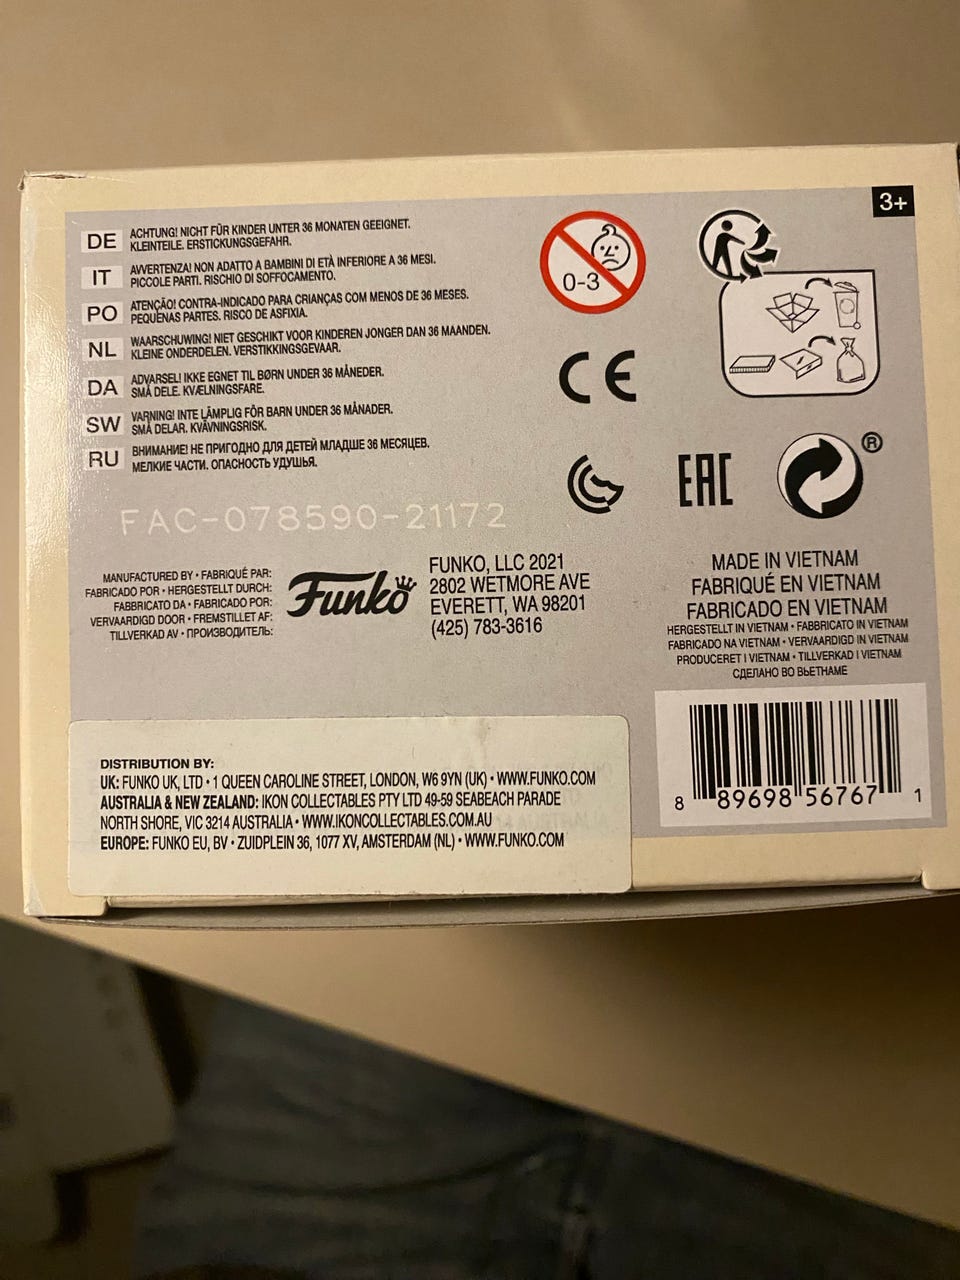 3+
DE
ACHTUNG! NICHT FÜR KINDER UNTER 36 MONATEN GEEIGNET.
KLEINTEILE. ERSTICKUNGSGEFAHR.
IT
AVVERTENZA! NON ADATTO A BAMBINI DI ETÀ INFERIORE A 36 MESI.
PICCOLE PARTI. RISCHIO DI SOFFOCAMENTO.
PO
ATENÇÃO! CONTRA-INDICADO PARA CRIANÇAS COM MENOS DE 36 MESES.
PEQUENAS PARTES. RISCO DE ASFIXIA.
NL
WAARSCHUWING! NIET GESCHIKT VOOR KINDEREN JONGER DAN 36 MAANDEN.
KLEINE ONDERDELEN. VERSTIKKINGSGEVAAR.
DA
ADVARSEL! IKKE EGNET TIL BØRN UNDER 36 MÅNEDER.
SMÅ DELE. KVÆLNINGSFARE.
SW
VARNING! INTE LÄMPLIG FÖR BARN UNDER 36 MÅNADER.
SMÅ DELAR. KVÄVNINGSRISK.
RU
ВНИМАНИЕ! НЕ ПРИГОДНО ДЛЯ ДЕТЕЙ МЛАДШЕ 36 МЕСЯЦЕВ.
МЕЛКИЕ ЧАСТИ. ОПАСНОСТЬ УДУШЬЯ.
0-3
CE
EAC
®
FAC-078590-21172
MANUFACTURED BY • FABRIQUÉ PAR:
FABRICADO POR • HERGESTELLT DURCH:
FABBRICATO DA • FABRICADO POR:
VERVAARDIGD DOOR • FREMSTILLET AF:
TILLVERKAD AV • ПРОИЗВОДИТЕЛЬ:
Funko
FUNKO, LLC 2021
2802 WETMORE AVE
EVERETT, WA 98201
(425) 783-3616
MADE IN VIETNAM
FABRIQUÉ EN VIETNAM
FABRICADO EN VIETNAM
HERGESTELLT IN VIETNAM • FABBRICATO IN VIETNAM
FABRICADO NA VIETNAM • VERVAARDIGD IN VIETNAM
PRODUCERET I VIETNAM • TILLVERKAD I VIETNAM
СДЕЛАНО ВО ВЬЕТНАМЕ
8 89698 56767 1
DISTRIBUTION BY:
UK: FUNKO UK, LTD • 1 QUEEN CAROLINE STREET, LONDON, W6 9YN (UK) • WWW.FUNKO.COM
AUSTRALIA & NEW ZEALAND: IKON COLLECTABLES PTY LTD 49-59 SEABEACH PARADE
NORTH SHORE, VIC 3214 AUSTRALIA • WWW.IKONCOLLECTABLES.COM.AU
EUROPE: FUNKO EU, BV • ZUIDPLEIN 36, 1077 XV, AMSTERDAM (NL) • WWW.FUNKO.COM